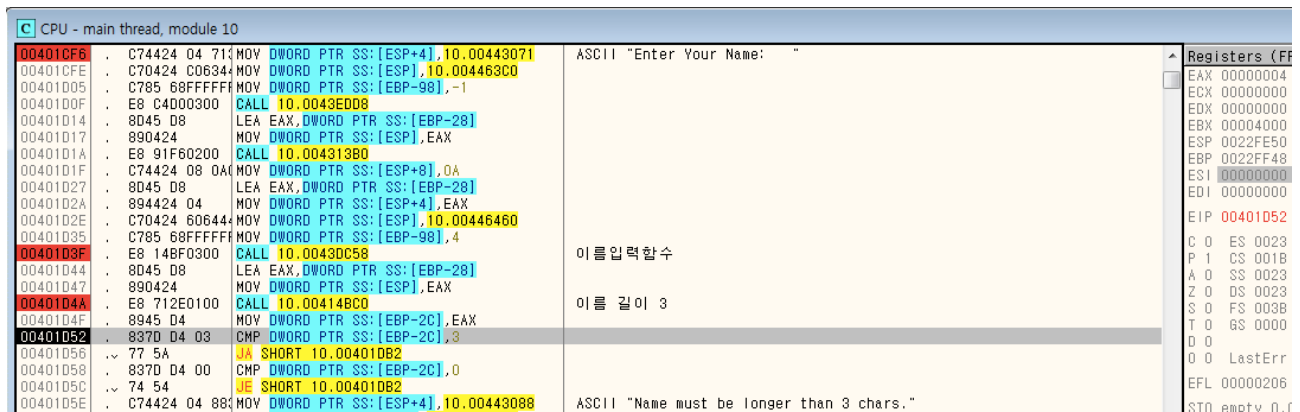 C CPU - main thread, module 10
00401CF6 . C74424 04 713 MOV DWORD PTR SS:[ESP+4],10.00443071 ASCII "Enter Your Name:   "
00401CFE . C70424 C0634 MOV DWORD PTR SS:[ESP],10.004463C0
00401D05 . C785 68FFFFFF MOV DWORD PTR SS:[EBP-98],-1
00401D0F . E8 C4D00300 CALL 10.0043EDD8
00401D14 . 8D45 D8 LEA EAX,DWORD PTR SS:[EBP-28]
00401D17 . 890424 MOV DWORD PTR SS:[ESP],EAX
00401D1A . E8 91F60200 CALL 10.004313B0
00401D1F . C74424 08 0A0 MOV DWORD PTR SS:[ESP+8],0A
00401D27 . 8D45 D8 LEA EAX,DWORD PTR SS:[EBP-28]
00401D2A . 894424 04 MOV DWORD PTR SS:[ESP+4],EAX
00401D2E . C70424 60644 MOV DWORD PTR SS:[ESP],10.00446460
00401D35 . C785 68FFFFFF MOV DWORD PTR SS:[EBP-98],4
00401D3F . E8 14BF0300 CALL 10.0043DC58 이름입력함수
00401D44 . 8D45 D8 LEA EAX,DWORD PTR SS:[EBP-28]
00401D47 . 890424 MOV DWORD PTR SS:[ESP],EAX
00401D4A . E8 712E0100 CALL 10.00414BC0 이름 길이 3
00401D4F . 8945 D4 MOV DWORD PTR SS:[EBP-2C],EAX
00401D52 . 837D D4 03 CMP DWORD PTR SS:[EBP-2C],3
00401D56 .v 77 5A JA SHORT 10.00401DB2
00401D58 . 837D D4 00 CMP DWORD PTR SS:[EBP-2C],0
00401D5C .v 74 54 JE SHORT 10.00401DB2
00401D5E . C74424 04 883 MOV DWORD PTR SS:[ESP+4],10.00443088 ASCII "Name must be longer than 3 chars."
Registers (FP
EAX 00000004
ECX 00000000
EDX 00000000
EBX 00004000
ESP 0022FE50
EBP 0022FF48
ESI 00000000
EDI 00000000
EIP 00401D52
C 0 ES 0023
P 1 CS 001B
A 0 SS 0023
Z 0 DS 0023
S 0 FS 003B
T 0 GS 0000
D 0
O 0 LastErr
EFL 00000206
ST0 empty 0.0